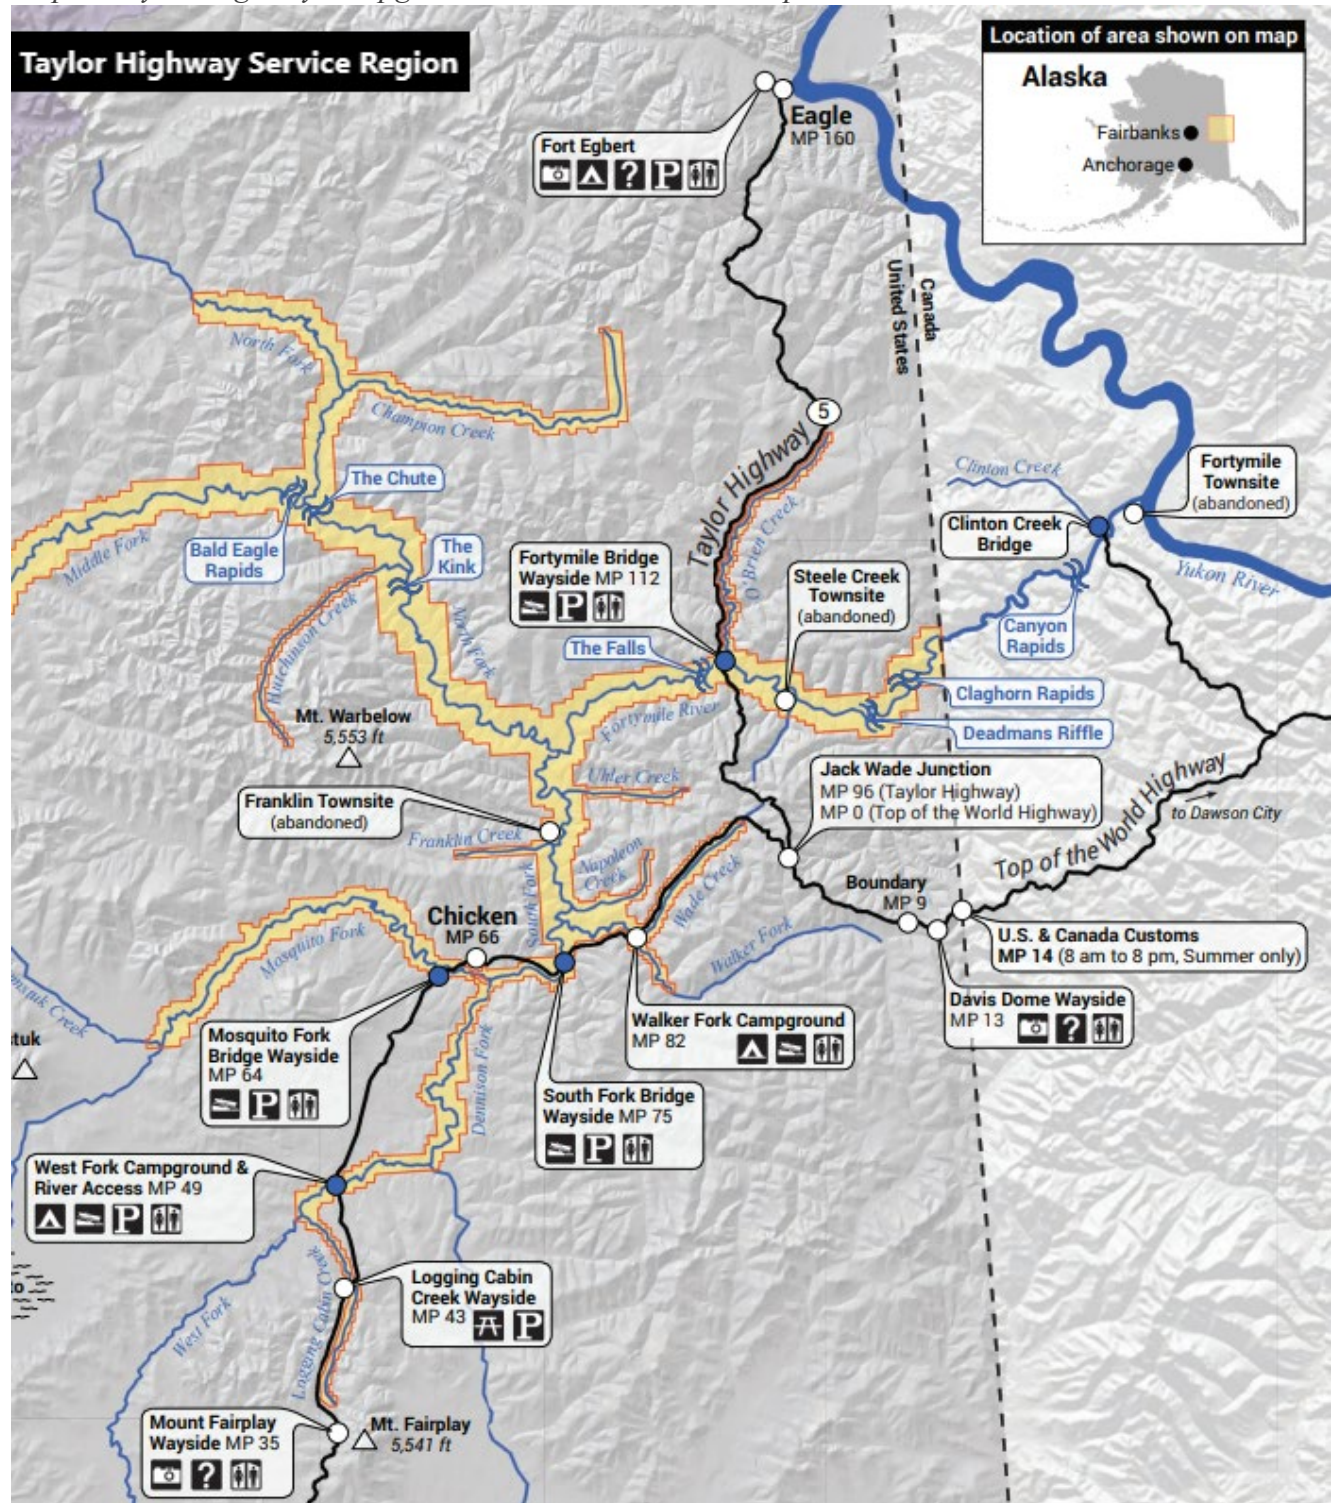 Taylor Highway Service Region
Location of area shown on map
Alaska
Fairbanks
Anchorage
Eagle
MP 160
Fort Egbert
?
P
United States
Canada
North Fork
Champion Creek
5
Taylor Highway
O'Brien Creek
The Chute
Bald Eagle
Rapids
Middle Fork
The
Kink
Hutchinson Creek
North Fork
Fortymile Bridge
Wayside MP 112
P
Steele Creek
Townsite
(abandoned)
Clinton Creek
Fortymile
Townsite
(abandoned)
Clinton Creek
Bridge
Yukon River
Canyon
Rapids
The Falls
Claghorn Rapids
Deadmans Riffle
Fortymile River
Mt. Warbelow
5,553 ft
Uhler Creek
Jack Wade Junction
MP 96 (Taylor Highway)
MP 0 (Top of the World Highway)
Top of the World Highway
to Dawson City
Franklin Townsite
(abandoned)
Franklin Creek
Napoleon
Creek
South Fork
Wade Creek
Boundary
MP 9
Walker Fork
U.S. & Canada Customs
MP 14 (8 am to 8 pm, Summer only)
Davis Dome Wayside
MP 13
?
Chicken
MP 66
Mosquito Fork
Mosquito Fork
Bridge Wayside
MP 64
P
Walker Fork Campground
MP 82
South Fork Bridge
Wayside MP 75
P
Dennison Fork
West Fork Campground &
River Access MP 49
P
Logging Cabin
Creek Wayside
MP 43
P
Logging Cabin Creek
West Fork
Mount Fairplay
Wayside MP 35
?
Mt. Fairplay
5,541 ft